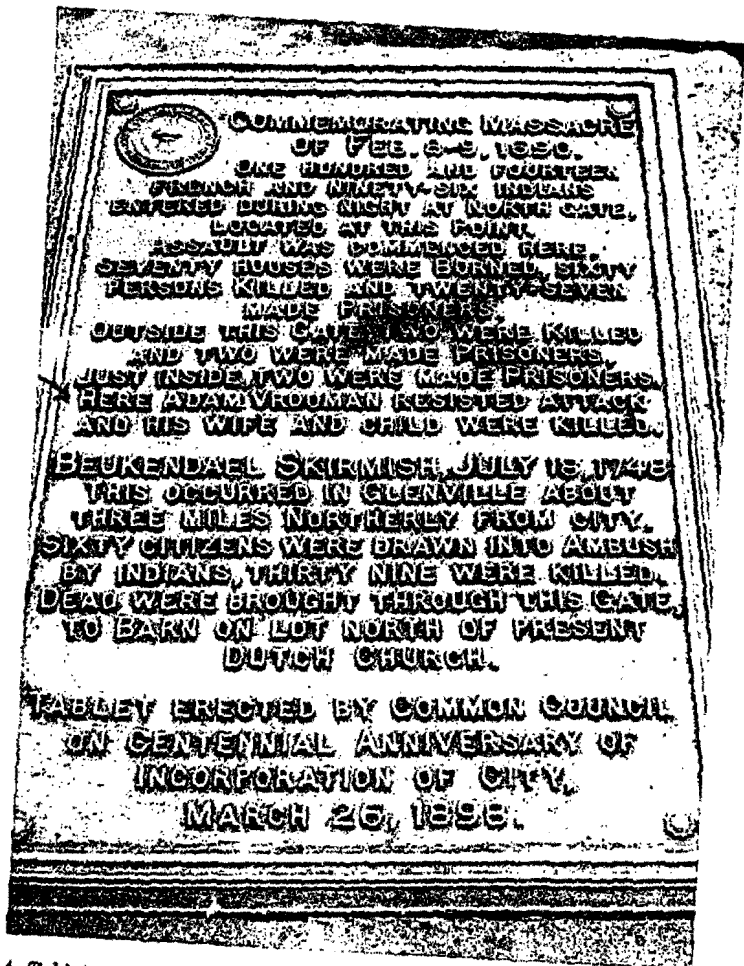 COMMEMORATING MASSACRE
OF FEB. 8-9, 1690.
ONE HUNDRED AND FOURTEEN
FRENCH AND NINETY-SIX INDIANS
ENTERED DURING NIGHT AT NORTH GATE,
LOCATED AT THIS POINT.
ASSAULT WAS COMMENCED HERE.
SEVENTY HOUSES WERE BURNED, SIXTY
PERSONS KILLED AND TWENTY-SEVEN
MADE PRISONERS.
OUTSIDE THIS GATE TWO WERE KILLED
AND TWO WERE MADE PRISONERS,
JUST INSIDE, TWO WERE MADE PRISONERS.
HERE ADAM VROOMAN RESISTED ATTACK
AND HIS WIFE AND CHILD WERE KILLED.
BEUKENDAEL SKIRMISH, JULY 18 1748
THIS OCCURRED IN GLENVILLE ABOUT
THREE MILES NORTHERLY FROM CITY.
SIXTY CITIZENS WERE DRAWN INTO AMBUSH
BY INDIANS, THIRTY NINE WERE KILLED.
DEAD WERE BROUGHT THROUGH THIS GATE,
TO BARN ON LOT NORTH OF PRESENT
DUTCH CHURCH.
TABLET ERECTED BY COMMON COUNCIL
ON CENTENNIAL ANNIVERSARY OF
INCORPORATION OF CITY,
MARCH 26, 1898.